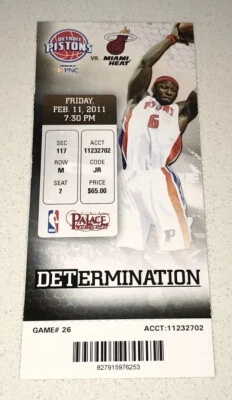 DETROIT PISTONS
PNC
VS. MIAMI HEAT
FRIDAY,
FEB. 11, 2011
7:30 PM
SEC
117
ACCT
11232702
ROW
M
CODE
JR
SEAT
7
PRICE
$65.00
NBA
PALACE
PISTONS
6
P
DETERMINATION
GAME# 26
ACCT:11232702
827915976253